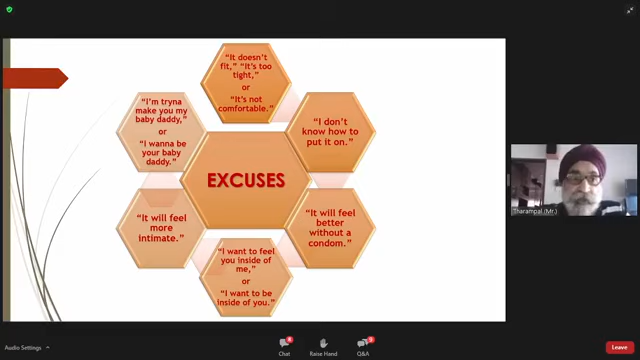 "It doesn't
fit," "It's too
tight,"
or
"It's not
comfortable."
"I don't
know how to
put it on."
"It will feel
better
without a
condom."
"I want to feel
you inside of
me,"
or
"I want to be
inside of you."
"It will feel
more
intimate."
"I'm tryna
make you my
baby daddy,"
or
"I wanna be
your baby
daddy."
EXCUSES
Tharampal (Mr.)
Audio Settings
Chat
Raise Hand
Q&A
Leave